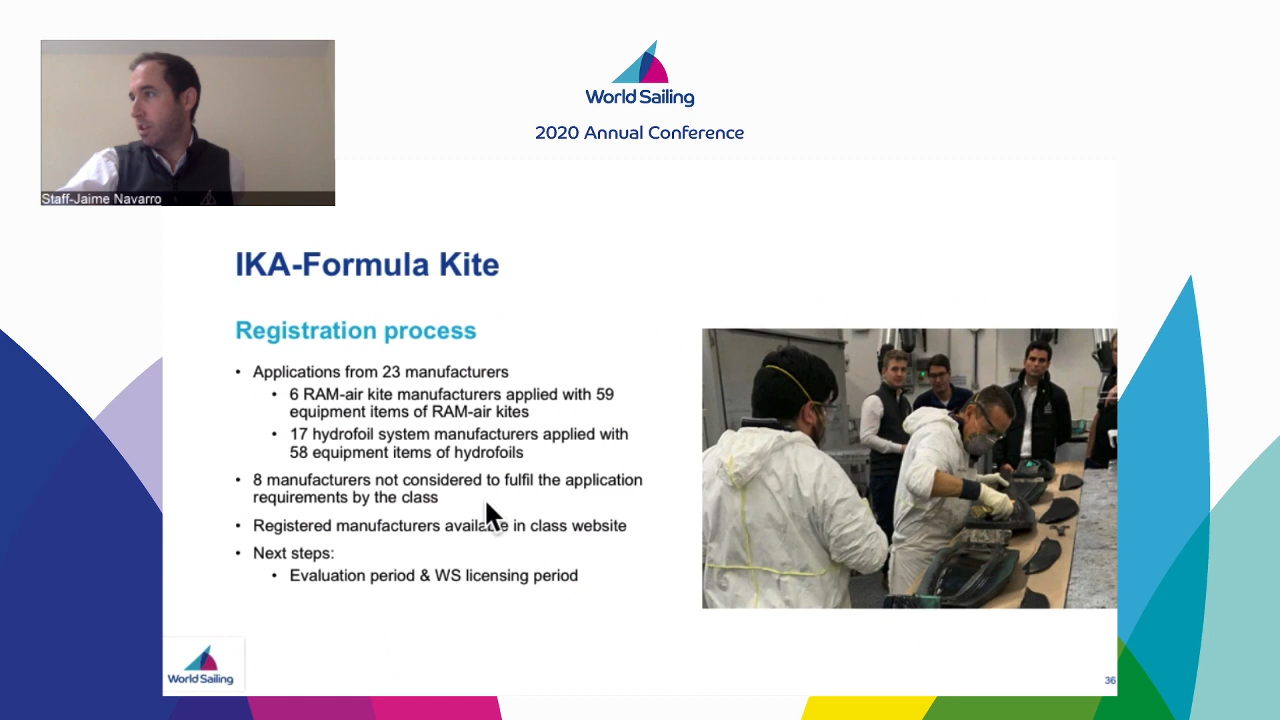 World Sailing
2020 Annual Conference
Staff-Jaime Navarro
IKA-Formula Kite
Registration process
• Applications from 23 manufacturers
• 6 RAM-air kite manufacturers applied with 59
equipment items of RAM-air kites
• 17 hydrofoil system manufacturers applied with
58 equipment items of hydrofoils
• 8 manufacturers not considered to fulfil the application
requirements by the class
• Registered manufacturers available in class website
• Next steps:
• Evaluation period & WS licensing period
World Sailing
36